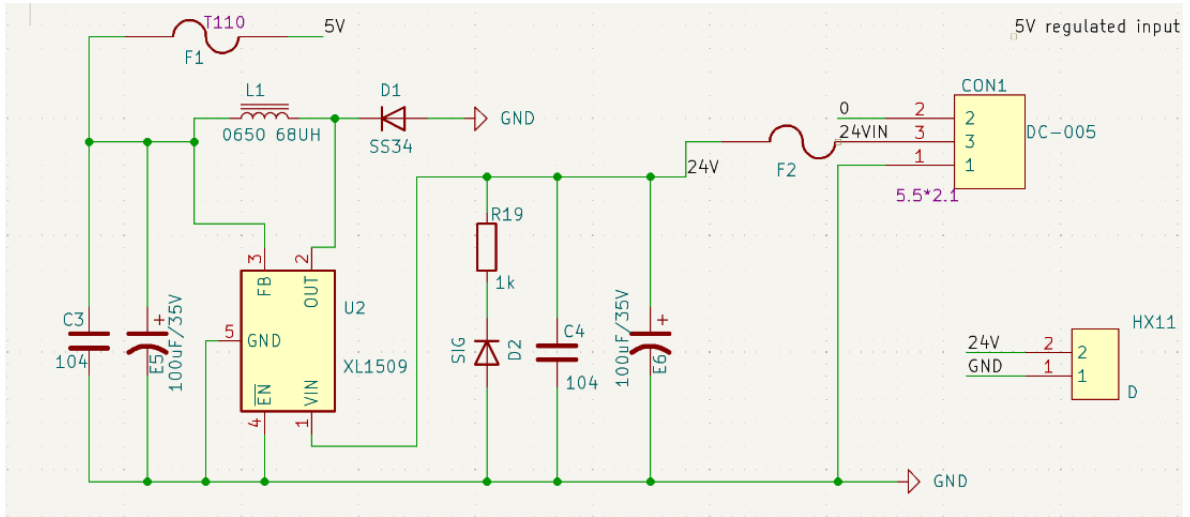 T110
5V
F1
5V regulated input
L1
0650 68UH
D1
SS34
GND
CON1
0
2
2
24VIN
3
3
DC-005
1
1
5.5*2.1
F2
24V
R19
1k
3
2
FB
OUT
U2
5
GND
XL1509
EN
VIN
4
1
C3
104
+
E5
100uF/35V
SIG
D2
C4
104
+
E6
100uF/35V
HX11
24V
2
2
GND
1
1
D
GND